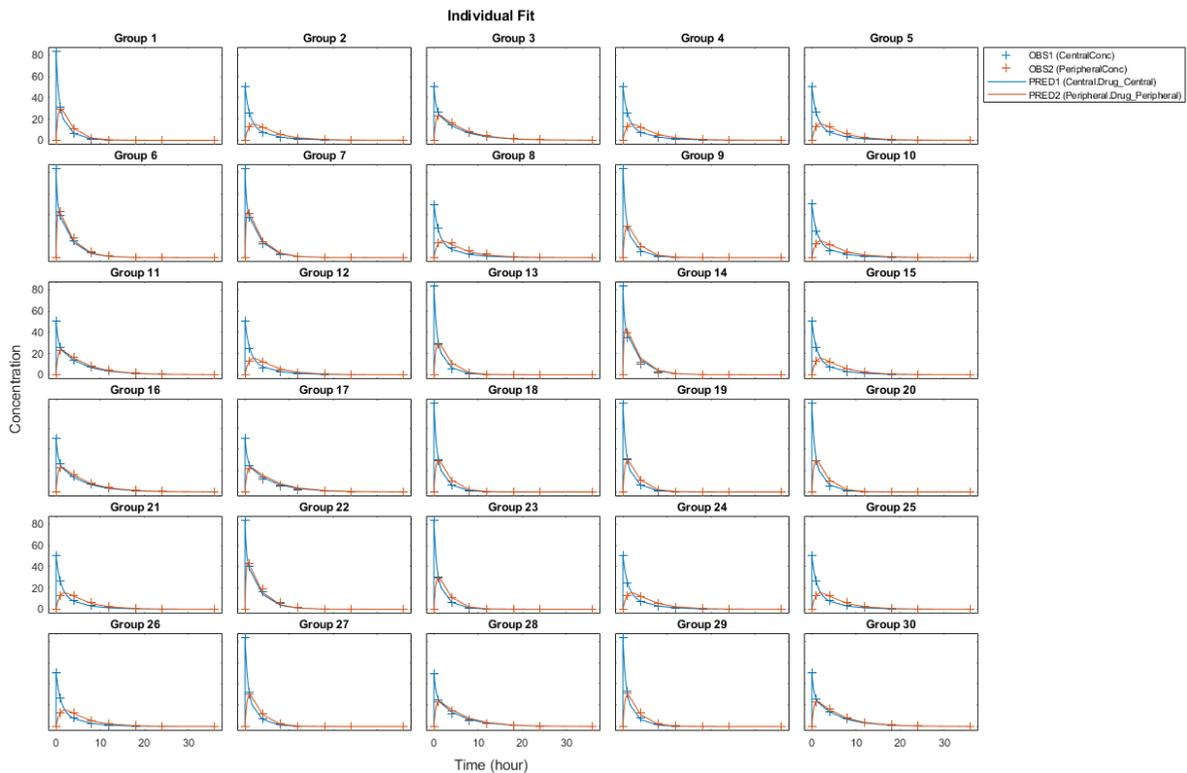 Individual Fit
Group 1 Group 2 Group 3 Group 4 Group 5
OBS1 (CentralConc)
OBS2 (PeripheralConc)
PRED1 (Central.Drug_Central)
PRED2 (Peripheral.Drug_Peripheral)
80
60
40
20
0
Group 6 Group 7 Group 8 Group 9 Group 10
Group 11 Group 12 Group 13 Group 14 Group 15
80
60
40
20
0
Concentration
Group 16 Group 17 Group 18 Group 19 Group 20
Group 21 Group 22 Group 23 Group 24 Group 25
80
60
40
20
0
Group 26 Group 27 Group 28 Group 29 Group 30
0 10 20 30 0 10 20 30 0 10 20 30
Time (hour)